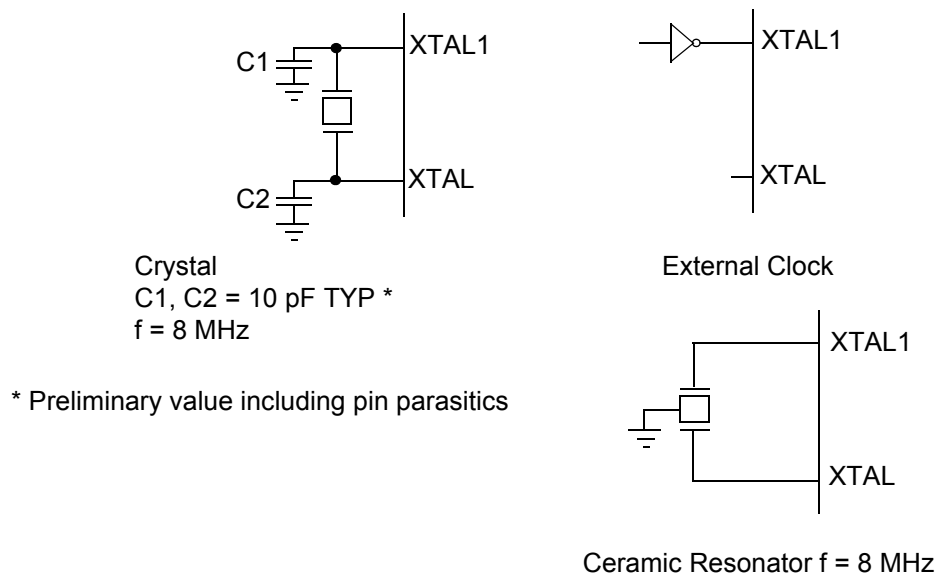 C1
XTAL1
C2
XTAL
Crystal
C1, C2 = 10 pF TYP *
f = 8 MHz
* Preliminary value including pin parasitics
XTAL1
XTAL
External Clock
XTAL1
XTAL
Ceramic Resonator f = 8 MHz